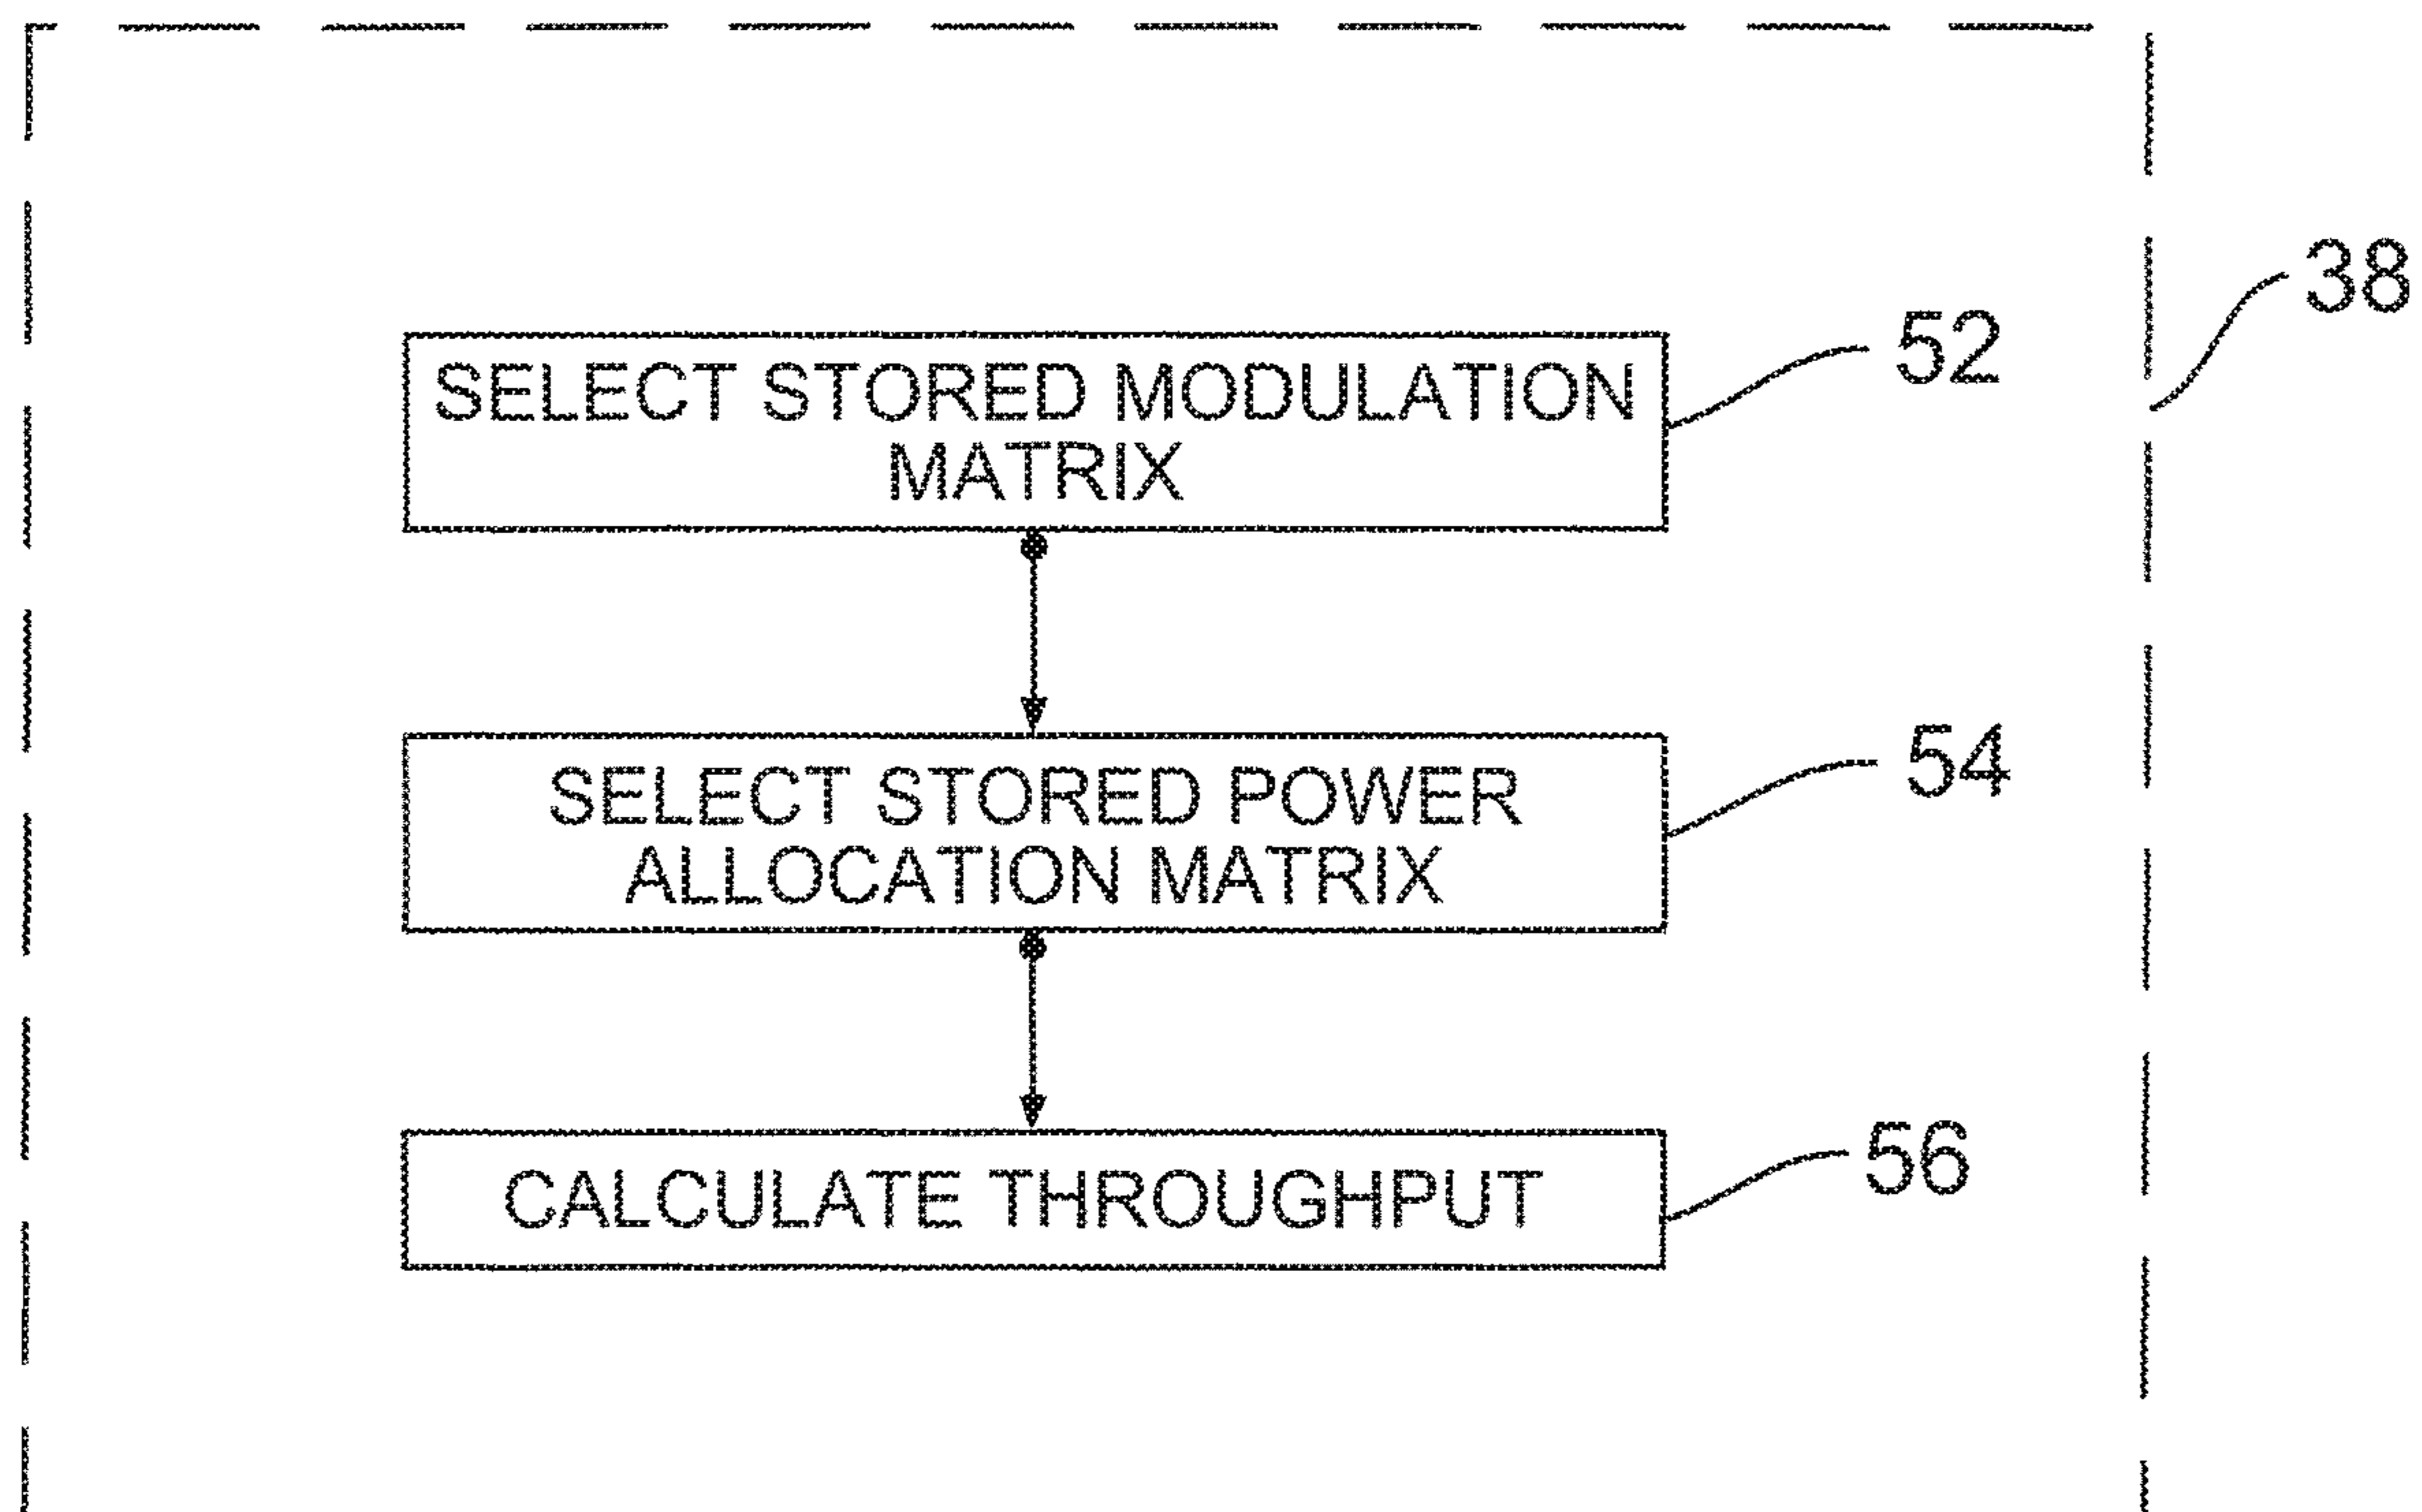 38
SELECT STORED MODULATION
MATRIX
52
SELECT STORED POWER
ALLOCATION MATRIX
54
CALCULATE THROUGHPUT
56